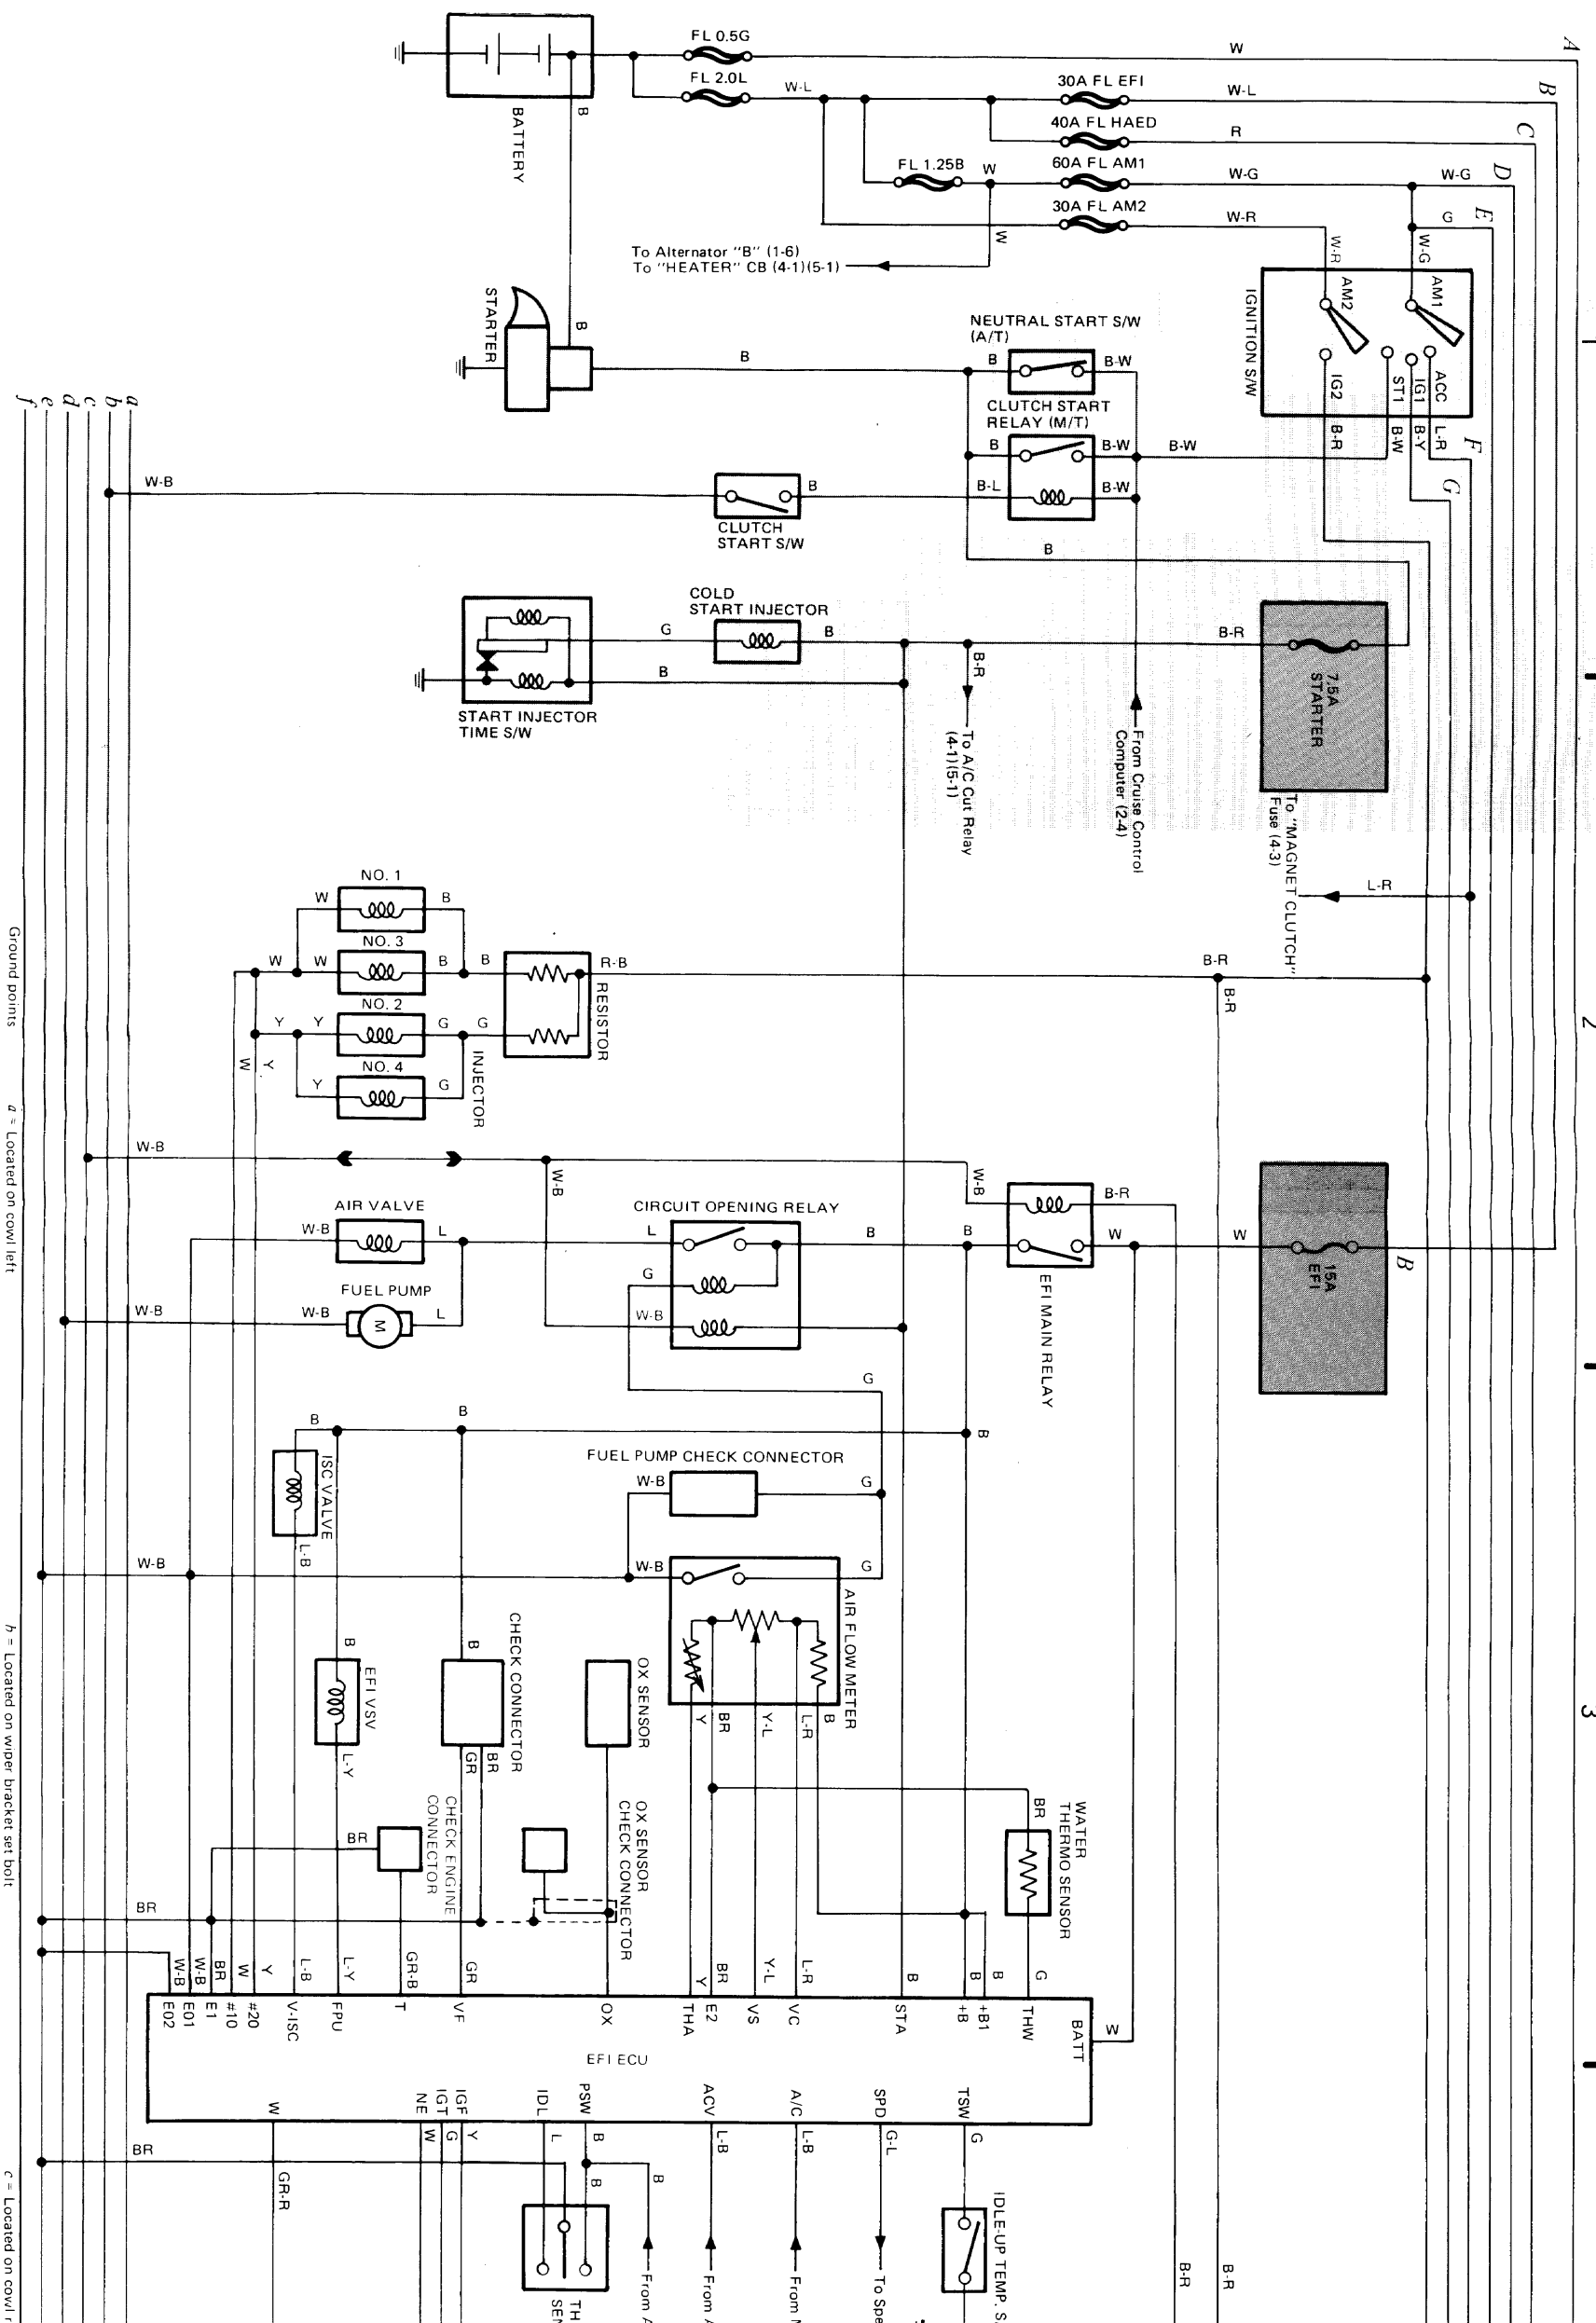 A
FL 0.5G
W
B
FL 2.0L
W-L
30A FL EFI
W-L
C
40A FL HAED
R
B
BATTERY
FL 1.25B
W
60A FL AM1
W-G
W-G
D
30A FL AM2
W-R
G
E
W
W-R
W-G
To Alternator "B" (1-6)
To "HEATER" CB (4-1)(5-1)
AM2
AM1
IGNITION S/W
IG2
ST1
IG1
ACC
B-R
B-W
B-Y
L-R
F
G
STARTER
B
B
NEUTRAL START S/W
(A/T)
B
B-W
CLUTCH START
RELAY (M/T)
B
B-W
B-W
B-L
B-W
a
b
c
d
e
f
W-B
B
CLUTCH
START S/W
B
COLD
START INJECTOR
G
B
B-R
B
START INJECTOR
TIME S/W
B-R
To A/C Cut Relay
(4-1)(5-1)
From Cruise Control
Computer (2-4)
7.5A
STARTER
To "MAGNET CLUTCH"
Fuse (4-3)
L-R
NO. 1
W
B
NO. 3
W
W
B
B
R-B
B-R
B-R
RESISTOR
NO. 2
Y
Y
G
G
NO. 4
Y
G
INJECTOR
W
Y
2
Ground points
a = Located on cowl left
W-B
W-B
W-B
B-R
AIR VALVE
W-B
L
CIRCUIT OPENING RELAY
L
B
B
W
W
15A
EFI
B
G
W-B
EFI MAIN RELAY
FUEL PUMP
W-B
W-B
M
L
G
B
B
B
ISC VALVE
L-B
FUEL PUMP CHECK CONNECTOR
W-B
G
W-B
W-B
G
AIR FLOW METER
3
b = Located on wiper bracket set bolt
B
EFI VSV
L-Y
B
CHECK CONNECTOR
GR
BR
OX SENSOR
Y
BR
Y-L
L-R
B
BR
CHECK ENGINE
CONNECTOR
OX SENSOR
CHECK CONNECTOR
BR
WATER
THERMO SENSOR
BR
W-B
W-B
BR
W
Y
L-B
L-Y
GR-B
GR
Y
BR
Y-L
L-R
B
B
B
G
E02
E01
E1
#10
#20
V-ISC
FPU
T
VF
OX
THA
E2
VS
VC
STA
+B
+B1
THW
BATT
W
EFI ECU
W
NE
IGT
IGF
IDL
PSW
ACV
A/C
SPD
TSW
W
G
Y
L
B
L-B
L-B
G-L
G
BR
GR-R
B
B
c = Located on cowl r
TH
SEN
From A
From A
From M
To Spe
IDLE-UP TEMP. S
B-R
B-R